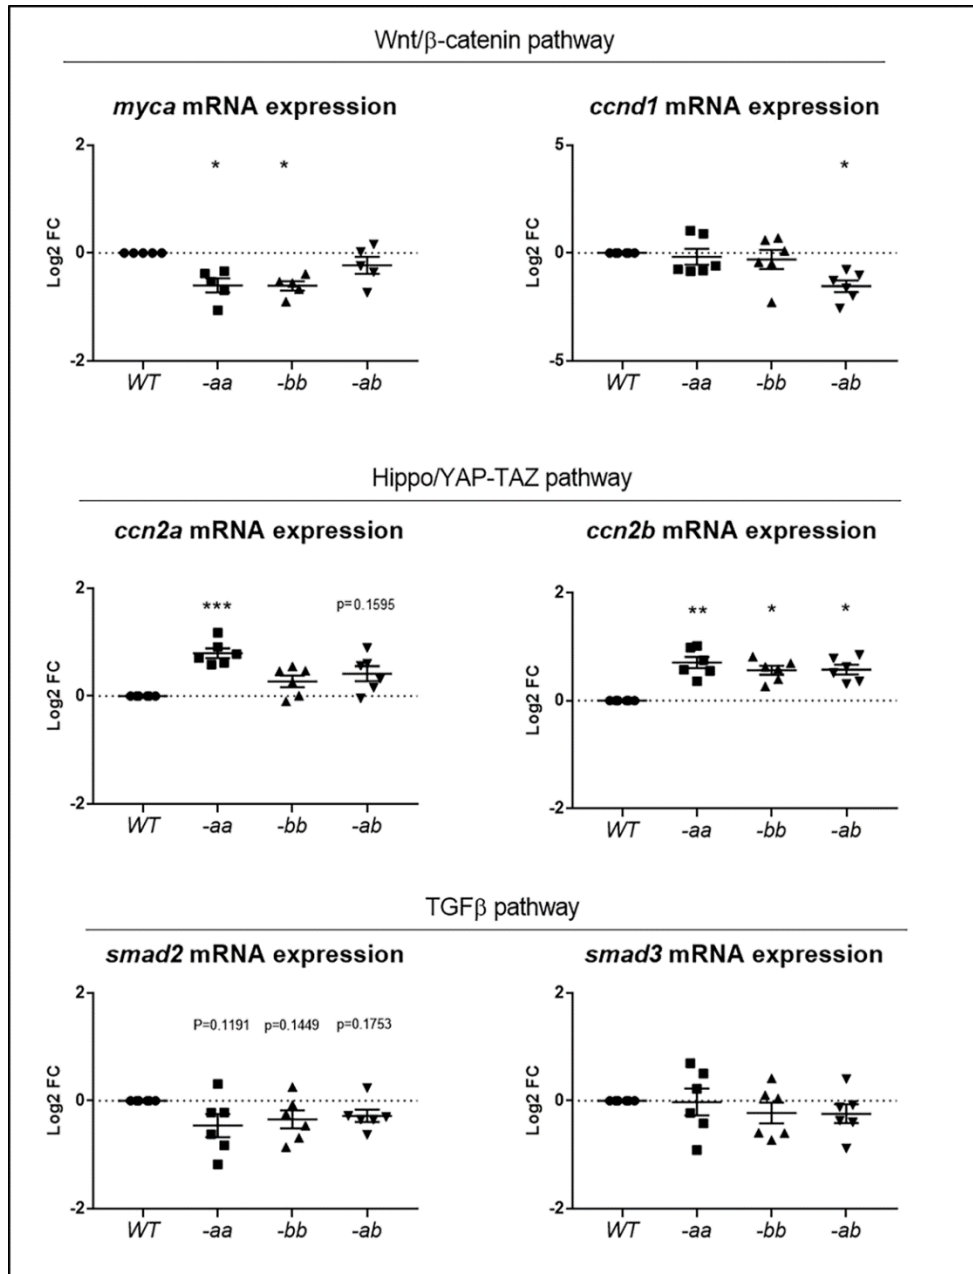 Wnt/β-catenin pathway
myca mRNA expression
2
0
-2
Log2 FC
* *
WT -aa -bb -ab
ccnd1 mRNA expression
5
0
-5
Log2 FC
*
WT -aa -bb -ab
Hippo/YAP-TAZ pathway
ccn2a mRNA expression
2
0
-2
Log2 FC
*** p=0.1595
WT -aa -bb -ab
ccn2b mRNA expression
2
0
-2
Log2 FC
** * *
WT -aa -bb -ab
TGFβ pathway
smad2 mRNA expression
2
0
-2
Log2 FC
P=0.1191 p=0.1449 p=0.1753
WT -aa -bb -ab
smad3 mRNA expression
2
0
-2
Log2 FC
WT -aa -bb -ab